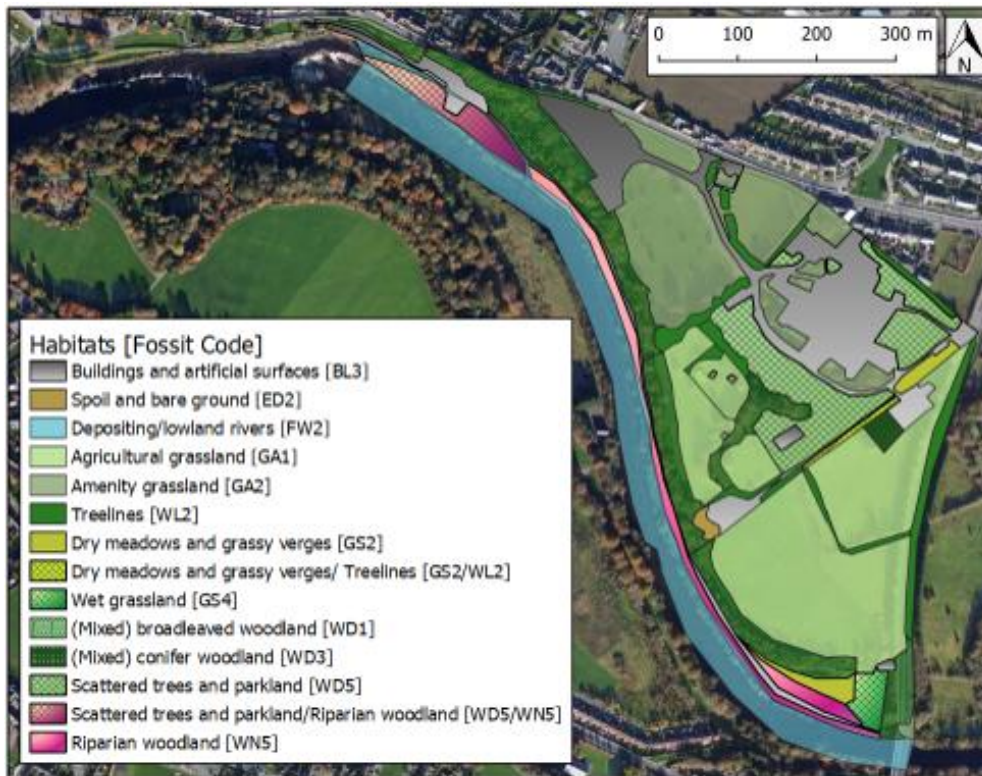 0 100 200 300 m
N
Habitats [Fossit Code]
Buildings and artificial surfaces [BL3]
Spoil and bare ground [ED2]
Depositing/lowland rivers [FW2]
Agricultural grassland [GA1]
Amenity grassland [GA2]
Treelines [WL2]
Dry meadows and grassy verges [GS2]
Dry meadows and grassy verges/ Treelines [GS2/WL2]
Wet grassland [GS4]
(Mixed) broadleaved woodland [WD1]
(Mixed) conifer woodland [WD3]
Scattered trees and parkland [WD5]
Scattered trees and parkland/Riparian woodland [WD5/WN5]
Riparian woodland [WN5]